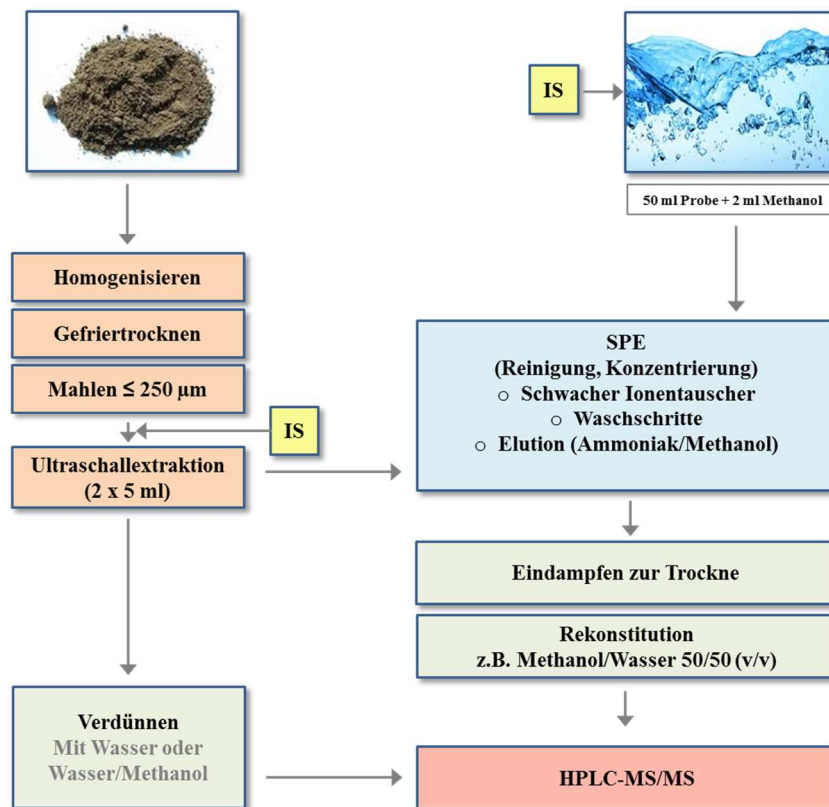 IS
50 ml Probe + 2 ml Methanol
Homogenisieren
Gefriertrocknen
Mahlen ≤ 250 µm
IS
Ultraschallextraktion
(2 x 5 ml)
SPE
(Reinigung, Konzentrierung)
○ Schwacher Ionentauscher
○ Waschschritte
○ Elution (Ammoniak/Methanol)
Eindampfen zur Trockne
Rekonstitution
z.B. Methanol/Wasser 50/50 (v/v)
Verdünnen
Mit Wasser oder
Wasser/Methanol
HPLC-MS/MS